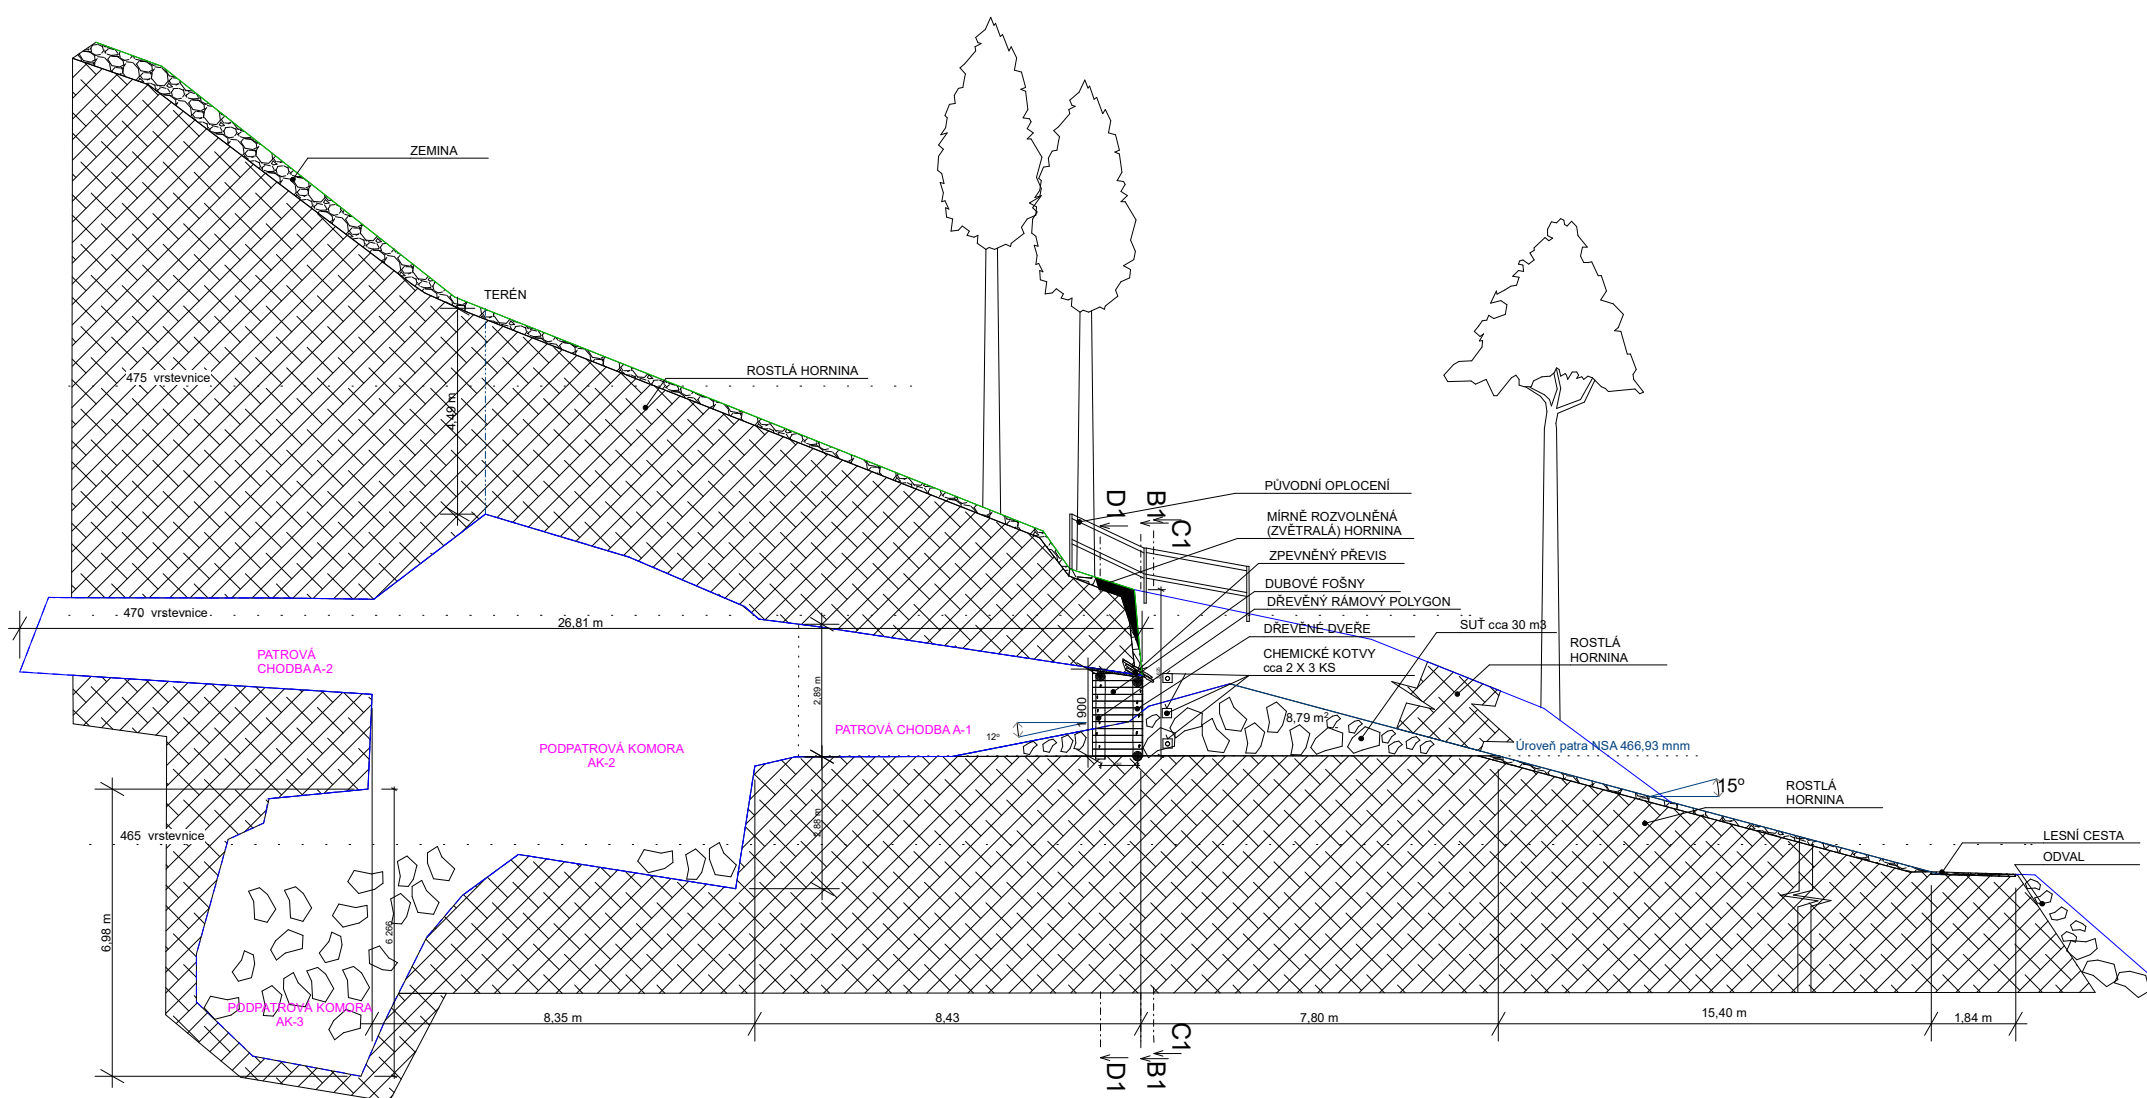 ZEMINA
TERÉN
475 vrstevnice
ROSTLÁ HORNINA
4,49 m
D1
B1
C1
PŮVODNÍ OPLOCENÍ
MÍRNĚ ROZVOLNĚNÁ
(ZVĚTRALÁ) HORNINA
ZPEVNĚNÝ PŘEVIS
DUBOVÉ FOŠNY
DŘEVĚNÝ RÁMOVÝ POLYGON
DŘEVĚNÉ DVEŘE
CHEMICKÉ KOTVY
cca 2 X 3 KS
SUŤ cca 30 m3
ROSTLÁ
HORNINA
470 vrstevnice
26,81 m
PATROVÁ
CHODBA A-2
2,89 m
PATROVÁ CHODBA A-1
12°
900
8,79 m²
PODPATROVÁ KOMORA
AK-2
Úroveň patra NSA 466,93 mnm
15°
ROSTLÁ
HORNINA
465 vrstevnice
2,88 m
LESNÍ CESTA
ODVAL
6,98 m
6 266
PODPATROVÁ KOMORA
AK-3
8,35 m
8,43
7,80 m
15,40 m
1,84 m
C1
D1
B1